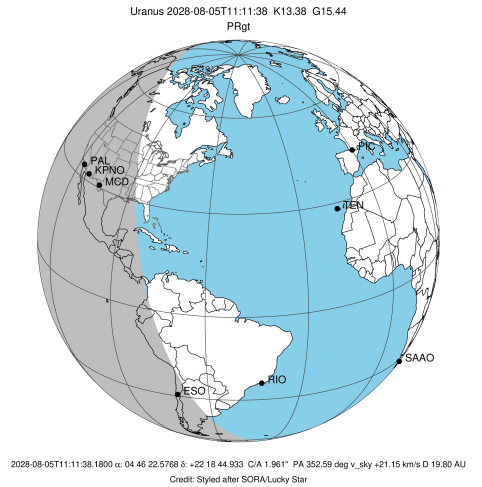 Uranus 2028-08-05T11:11:38 K13.38 G15.44
PRgt
PAL
KPNO
MCD
PIC
TEN
SAAO
RIO
ESO
2028-08-05T11:11:38.1800 α: 04 46 22.5768 δ: +22 18 44.933 C/A 1.961" PA 352.59 deg v_sky +21.15 km/s D 19.80 AU
Credit: Styled after SORA/Lucky Star